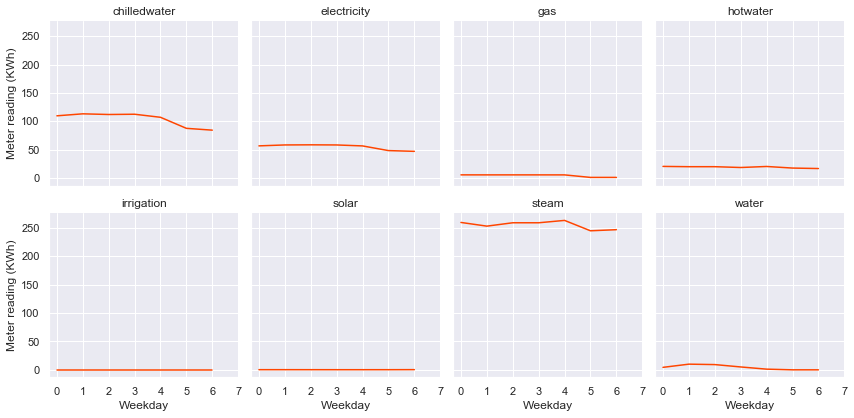 chilledwater electricity gas hotwater
250
200
150
100
50
0
Meter reading (KWh)
irrigation solar steam water
250
200
150
100
50
0
Meter reading (KWh)
0 1 2 3 4 5 6 7 0 1 2 3 4 5 6 7 0 1 2 3 4 5 6 7 0 1 2 3 4 5 6 7
Weekday Weekday Weekday Weekday